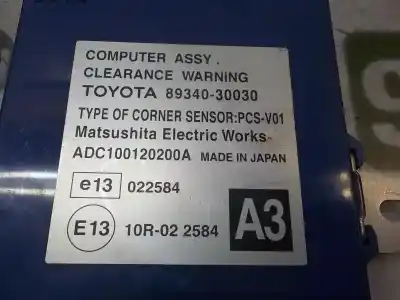 COMPUTER ASSY.
CLEARANCE WARNING
TOYOTA 89340-30030
TYPE OF CORNER SENSOR:PCS-V01
Matsushita Electric Works
ADC100120200A MADE IN JAPAN
e13 022584
E13 10R-02 2584
A3